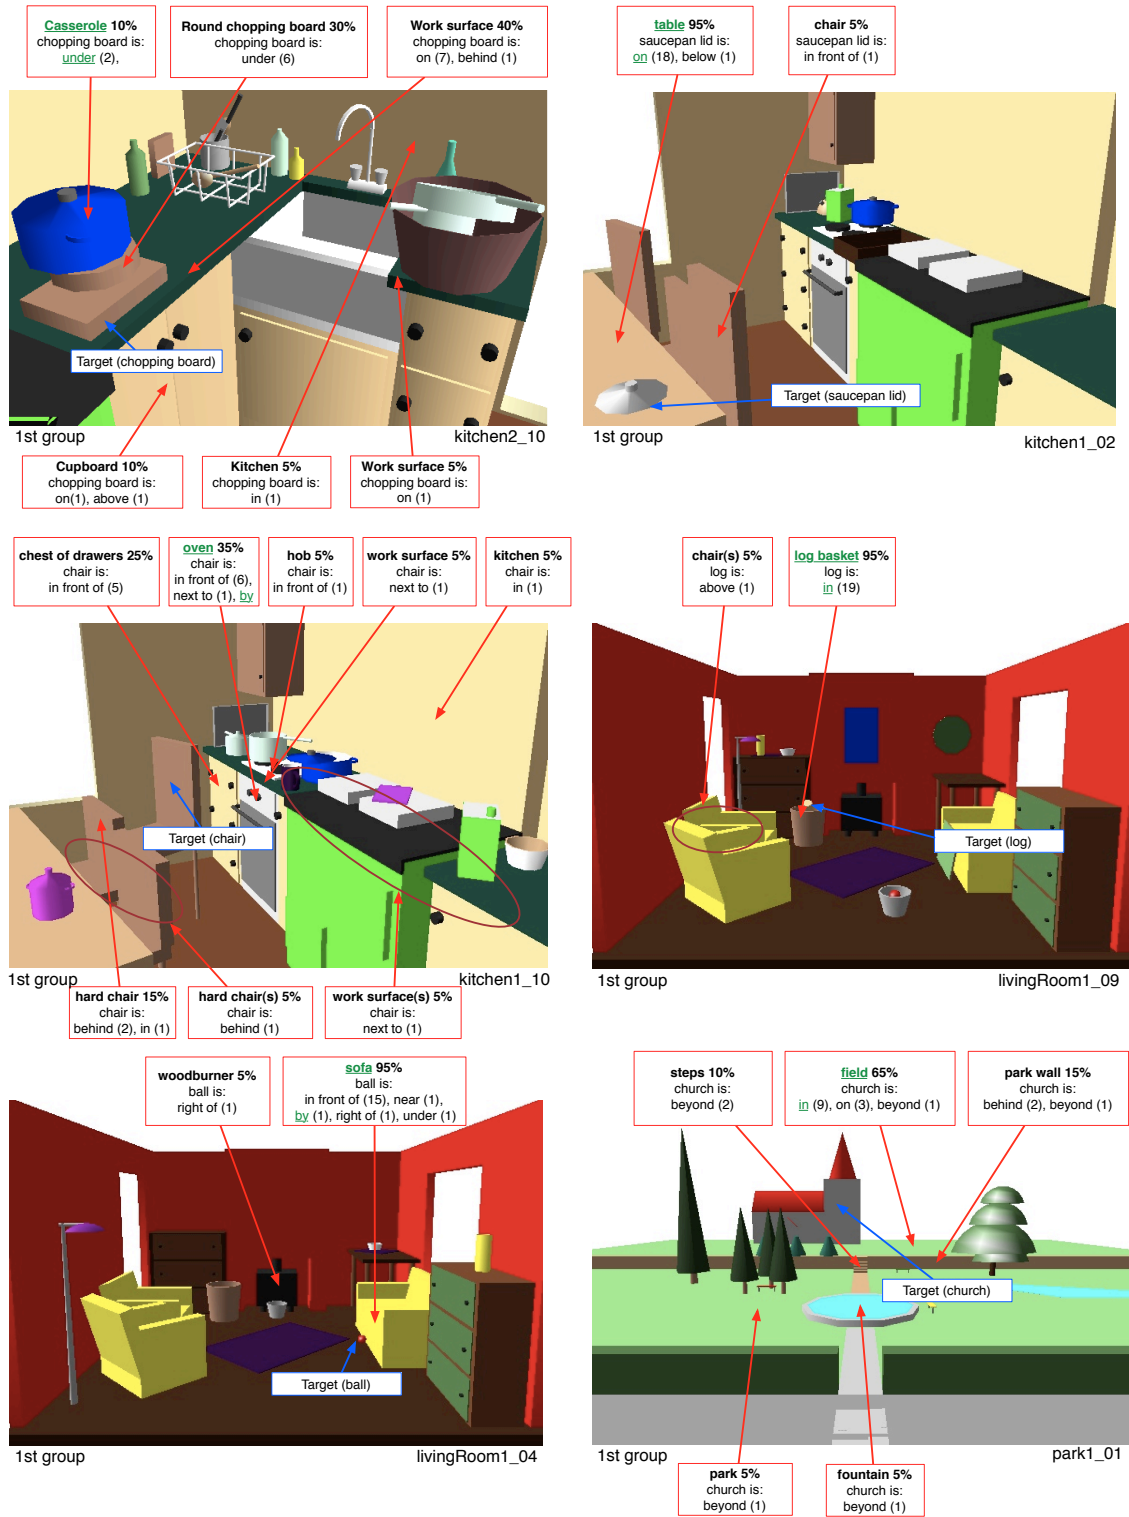 Casserole 10%
chopping board is:
under (2),
Round chopping board 30%
chopping board is:
under (6)
Work surface 40%
chopping board is:
on (7), behind (1)
Target (chopping board)
1st group
kitchen2_10
Cupboard 10%
chopping board is:
on(1), above (1)
Kitchen 5%
chopping board is:
in (1)
Work surface 5%
chopping board is:
on (1)
table 95%
saucepan lid is:
on (18), below (1)
chair 5%
saucepan lid is:
in front of (1)
Target (saucepan lid)
1st group
kitchen1_02
chest of drawers 25%
chair is:
in front of (5)
oven 35%
chair is:
in front of (6),
next to (1), by
hob 5%
chair is:
in front of (1)
work surface 5%
chair is:
next to (1)
kitchen 5%
chair is:
in (1)
Target (chair)
1st group
kitchen1_10
hard chair 15%
chair is:
behind (2), in (1)
hard chair(s) 5%
chair is:
behind (1)
work surface(s) 5%
chair is:
next to (1)
chair(s) 5%
log is:
above (1)
log basket 95%
log is:
in (19)
Target (log)
1st group
livingRoom1_09
woodburner 5%
ball is:
right of (1)
sofa 95%
ball is:
in front of (15), near (1),
by (1), right of (1), under (1)
Target (ball)
1st group
livingRoom1_04
steps 10%
church is:
beyond (2)
field 65%
church is:
in (9), on (3), beyond (1)
park wall 15%
church is:
behind (2), beyond (1)
Target (church)
1st group
park1_01
park 5%
church is:
beyond (1)
fountain 5%
church is:
beyond (1)